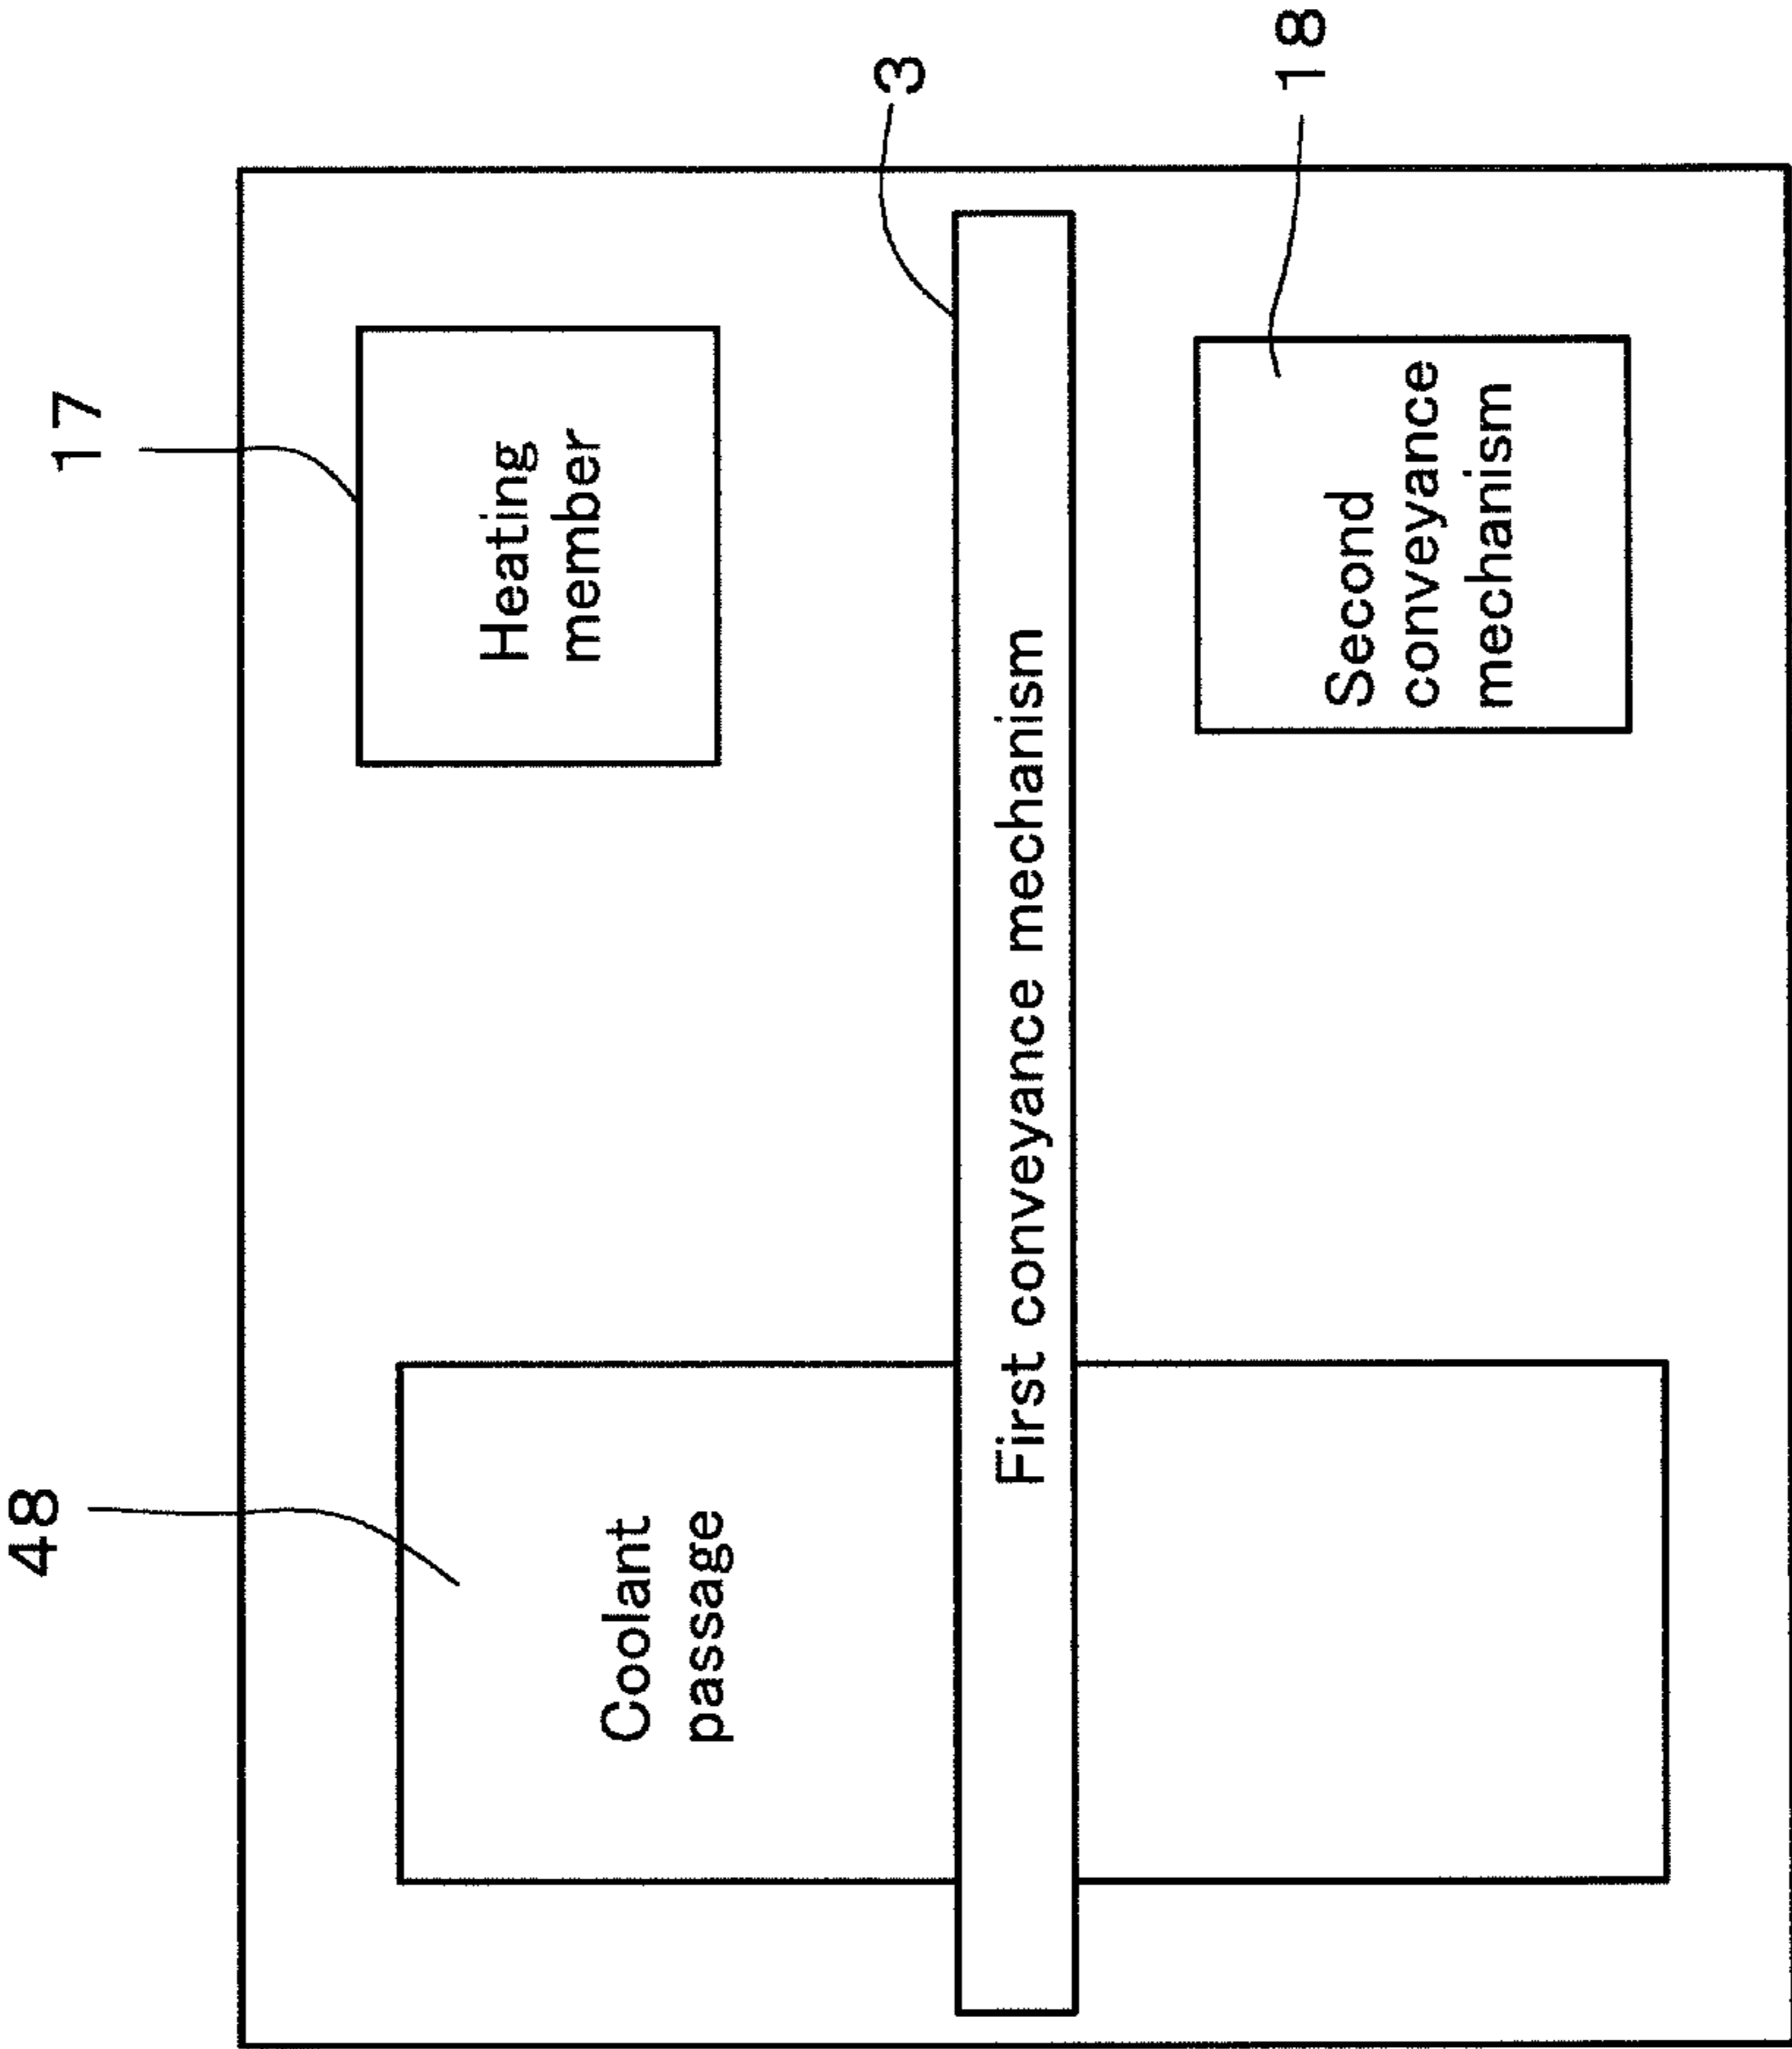 48
17
Coolant
passage
Heating
member
3
First conveyance mechanism
18
Second
conveyance
mechanism